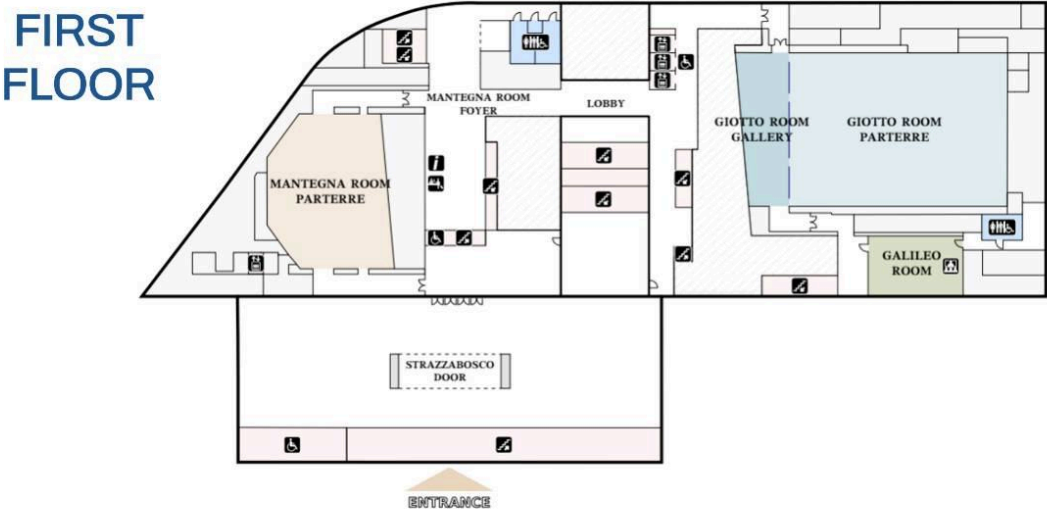 FIRST
FLOOR
MANTEGNA ROOM
FOYER
LOBBY
GIOTTO ROOM
GALLERY
GIOTTO ROOM
PARTERRE
MANTEGNA ROOM
PARTERRE
GALILEO
ROOM
STRAZZABOSCO
DOOR
ENTRANCE